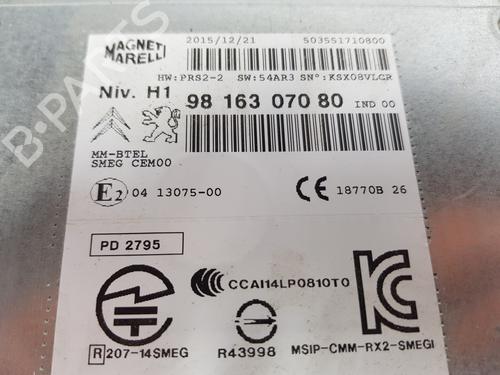 MAGNETI
MARELLI
2015/12/21 503551710800
HW:PRS2-2 SW:54AR3 SN°:KSX08VLCR
Niv. H1 98 163 070 80 IND 00
MM-BTEL
SMEG CEM00
E2 04 13075-00 CE 18770B 26
PD 2795
CCAI14LP0810T0
R 207-14SMEG R43998 MSIP-CMM-RX2-SMEGI
B-PARTS